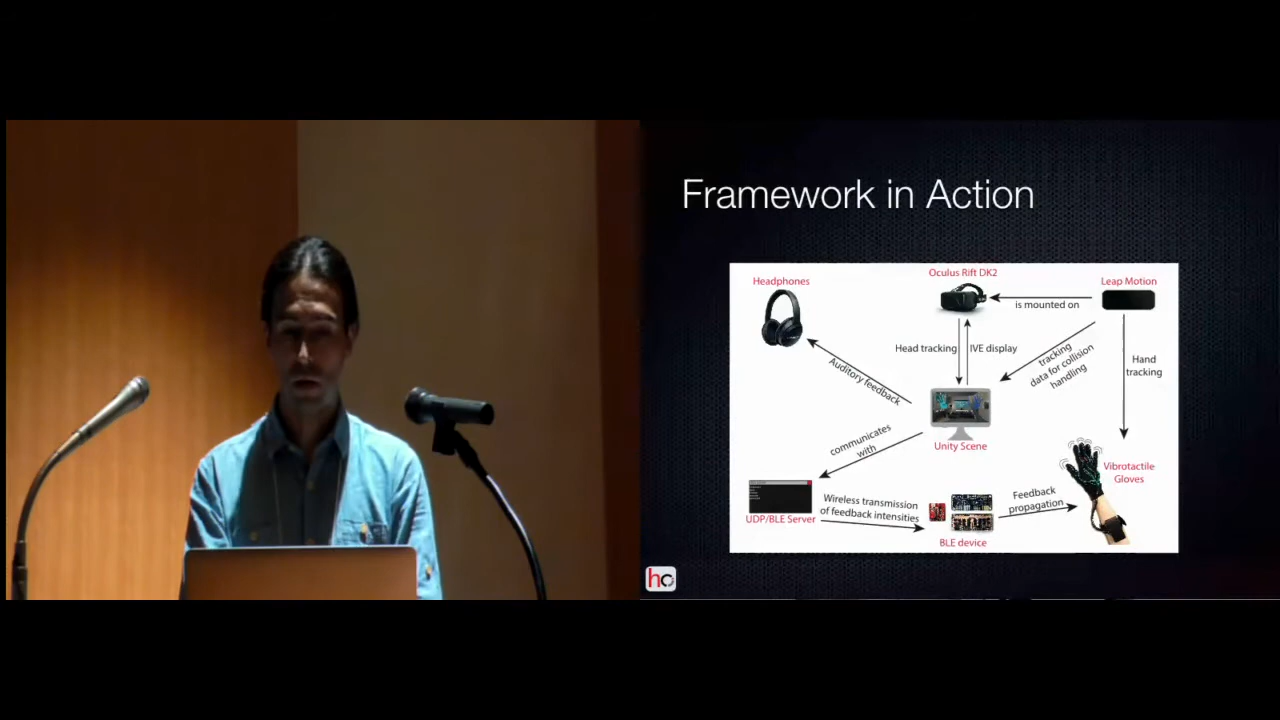 Framework in Action
Headphones
Oculus Rift DK2
Leap Motion
is mounted on
Head tracking
IVE display
tracking
data for collision
handling
Hand
tracking
Auditory feedback
Unity Scene
communicates
with
Vibrotactile
Gloves
UDP/BLE Server
Wireless transmission
of feedback intensities
BLE device
Feedback
propagation
hc